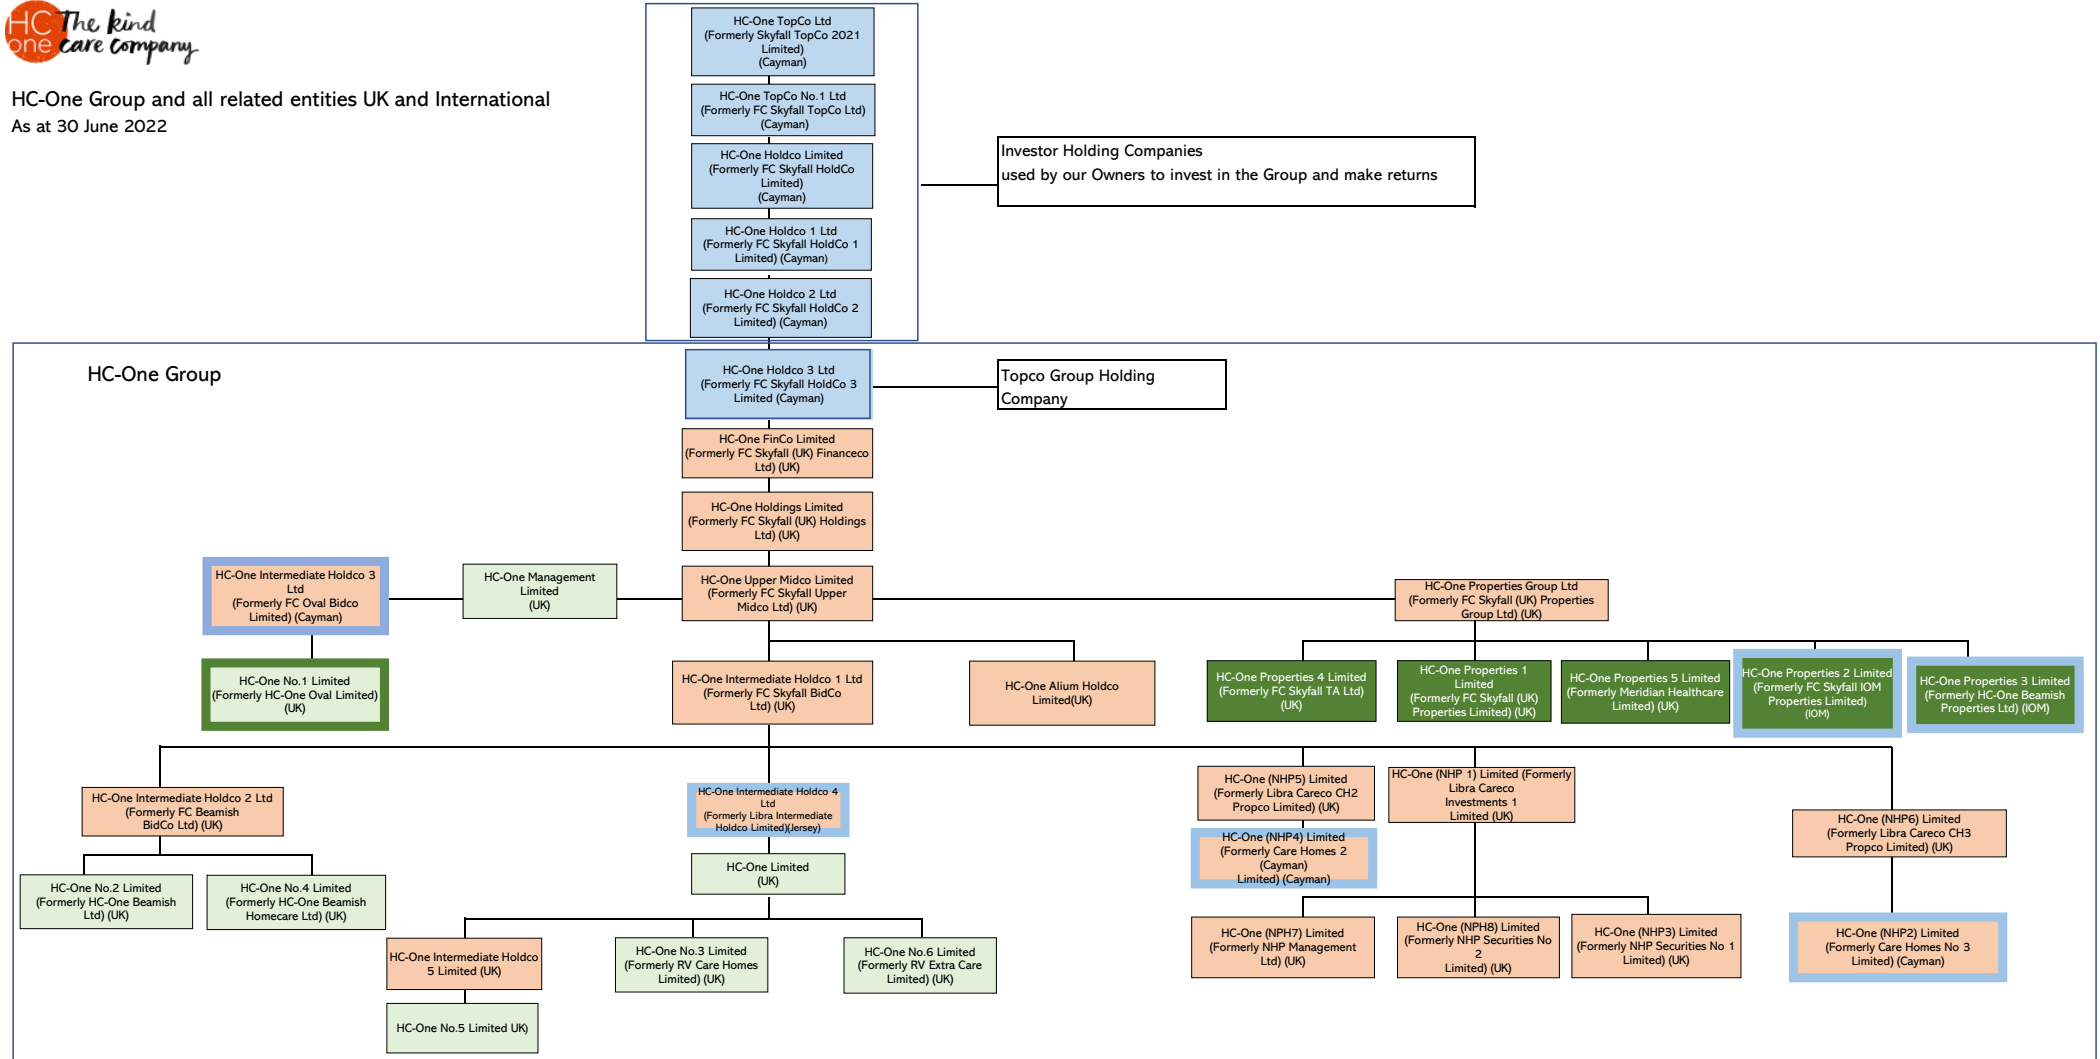 HC
one
The kind
care company
HC-One Group and all related entities UK and International
As at 30 June 2022
HC-One TopCo Ltd
(Formerly Skyfall TopCo 2021
Limited)
(Cayman)
HC-One TopCo No.1 Ltd
(Formerly FC Skyfall TopCo Ltd)
(Cayman)
HC-One Holdco Limited
(Formerly FC Skyfall HoldCo
Limited)
(Cayman)
HC-One Holdco 1 Ltd
(Formerly FC Skyfall HoldCo 1
Limited) (Cayman)
HC-One Holdco 2 Ltd
(Formerly FC Skyfall HoldCo 2
Limited) (Cayman)
Investor Holding Companies
used by our Owners to invest in the Group and make returns
HC-One Group
HC-One Holdco 3 Ltd
(Formerly FC Skyfall HoldCo 3
Limited (Cayman)
Topco Group Holding
Company
HC-One FinCo Limited
(Formerly FC Skyfall (UK) Financeco
Ltd) (UK)
HC-One Holdings Limited
(Formerly FC Skyfall (UK) Holdings
Ltd) (UK)
HC-One Intermediate Holdco 3
Ltd
(Formerly FC Oval Bidco
Limited) (Cayman)
HC-One Management
Limited
(UK)
HC-One Upper Midco Limited
(Formerly FC Skyfall Upper
Midco Ltd) (UK)
HC-One Properties Group Ltd
(Formerly FC Skyfall (UK) Properties
Group Ltd) (UK)
HC-One No.1 Limited
(Formerly HC-One Oval Limited)
(UK)
HC-One Intermediate Holdco 1 Ltd
(Formerly FC Skyfall BidCo
Ltd) (UK)
HC-One Alium Holdco
Limited(UK)
HC-One Properties 4 Limited
(Formerly FC Skyfall TA Ltd)
(UK)
HC-One Properties 1
Limited
(Formerly FC Skyfall (UK)
Properties Limited) (UK)
HC-One Properties 5 Limited
(Formerly Meridian Healthcare
Limited) (UK)
HC-One Properties 2 Limited
(Formerly FC Skyfall IOM
Properties Limited)
(IOM)
HC-One Properties 3 Limited
(Formerly HC-One Beamish
Properties Ltd) (IOM)
HC-One Intermediate Holdco 2 Ltd
(Formerly FC Beamish
BidCo Ltd) (UK)
HC-One Intermediate Holdco 4
Ltd
(Formerly Libra Intermediate
Holdco Limited)(Jersey)
HC-One (NHP5) Limited
(Formerly Libra Careco CH2
Propco Limited) (UK)
HC-One (NHP 1) Limited (Formerly
Libra Careco
Investments 1
Limited (UK)
HC-One (NHP6) Limited
(Formerly Libra Careco CH3
Propco Limited) (UK)
HC-One (NHP4) Limited
(Formerly Care Homes 2
(Cayman)
Limited) (Cayman)
HC-One No.2 Limited
(Formerly HC-One Beamish
Ltd) (UK)
HC-One No.4 Limited
(Formerly HC-One Beamish
Homecare Ltd) (UK)
HC-One Limited
(UK)
HC-One Intermediate Holdco
5 Limited (UK)
HC-One No.3 Limited
(Formerly RV Care Homes
Limited) (UK)
HC-One No.6 Limited
(Formerly RV Extra Care
Limited) (UK)
HC-One (NPH7) Limited
(Formerly NHP Management
Ltd) (UK)
HC-One (NPH8) Limited
(Formerly NHP Securities No
2
Limited) (UK)
HC-One (NHP3) Limited
(Formerly NHP Securities No 1
Limited) (UK)
HC-One (NHP2) Limited
(Formerly Care Homes No 3
Limited) (Cayman)
HC-One No.5 Limited UK)